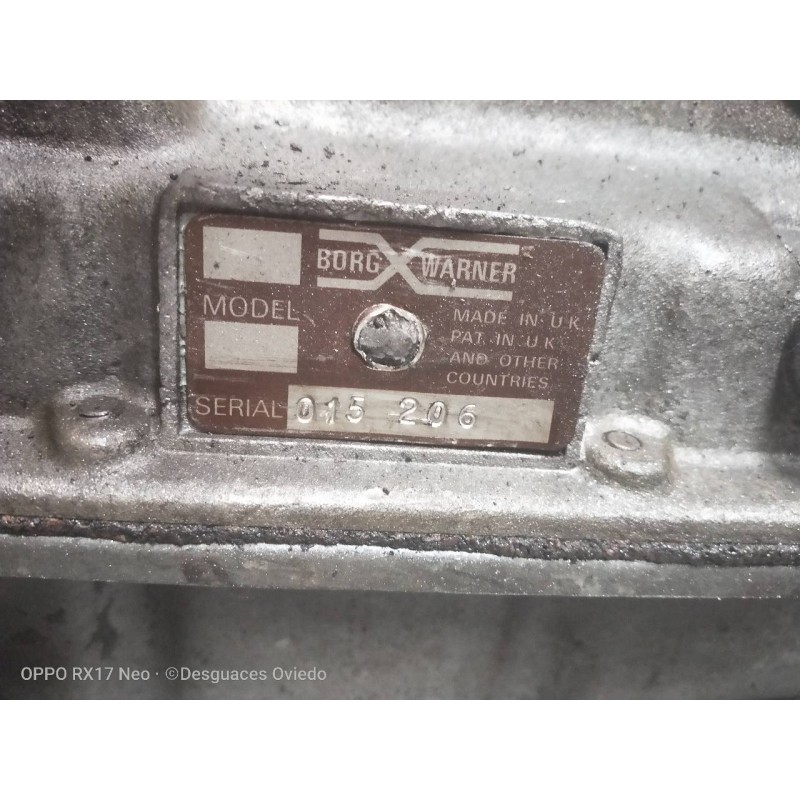 BORG WARNER
A
MODEL
MADE IN U K
PAT IN U K
AND OTHER
COUNTRIES
SERIAL 015 206
OPPO RX17 Neo · ©Desguaces Oviedo